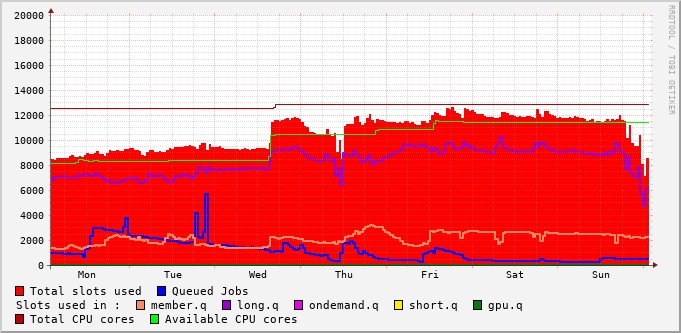 RRDTOOL / TOBI OETIKER
20000
18000
16000
14000
12000
10000
8000
6000
4000
2000
0
Mon Tue Wed Thu Fri Sat Sun
Total slots used Queued Jobs
Slots used in : member.q long.q ondemand.q short.q gpu.q
Total CPU cores Available CPU cores